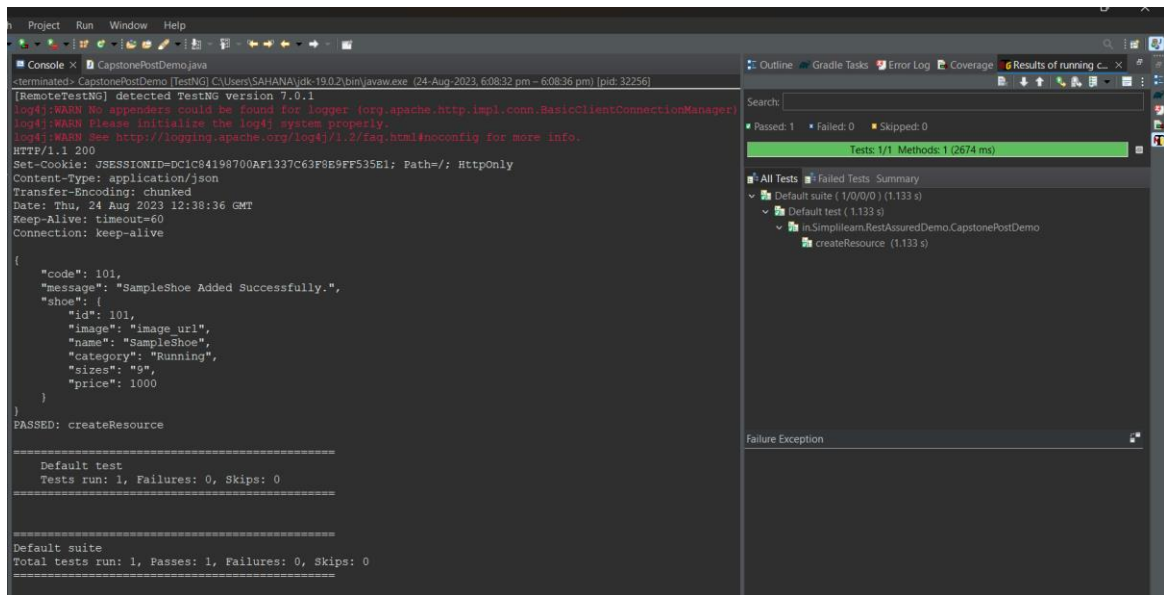 h Project Run Window Help
Console × CapstonePostDemo.java
<terminated> CapstonePostDemo [TestNG] C:\Users\SAHANA\jdk-19.0.2\bin\javaw.exe (24-Aug-2023, 6:08:32 pm – 6:08:36 pm) [pid: 32256]
[RemoteTestNG] detected TestNG version 7.0.1
log4j:WARN No appenders could be found for logger (org.apache.http.impl.conn.BasicClientConnectionManager)
log4j:WARN Please initialize the log4j system properly.
log4j:WARN See http://logging.apache.org/log4j/1.2/faq.html#noconfig for more info.
HTTP/1.1 200
Set-Cookie: JSESSIONID=DC1C84198700AF1337C63F8E9FF535E1; Path=/; HttpOnly
Content-Type: application/json
Transfer-Encoding: chunked
Date: Thu, 24 Aug 2023 12:38:36 GMT
Keep-Alive: timeout=60
Connection: keep-alive
{
"code": 101,
"message": "SampleShoe Added Successfully.",
"shoe": {
"id": 101,
"image": "image_url",
"name": "SampleShoe",
"category": "Running",
"sizes": "9",
"price": 1000
}
}
PASSED: createResource
===============================================
Default test
Tests run: 1, Failures: 0, Skips: 0
===============================================
===============================================
Default suite
Total tests run: 1, Passes: 1, Failures: 0, Skips: 0
===============================================
Outline Gradle Tasks Error Log Coverage Results of running c... ×
Search:
Passed: 1 Failed: 0 Skipped: 0
Tests: 1/1 Methods: 1 (2674 ms)
All Tests Failed Tests Summary
Default suite ( 1/0/0/0 ) (1.133 s)
Default test ( 1.133 s)
in.Simplilearn.RestAssuredDemo.CapstonePostDemo
createResource (1.133 s)
Failure Exception